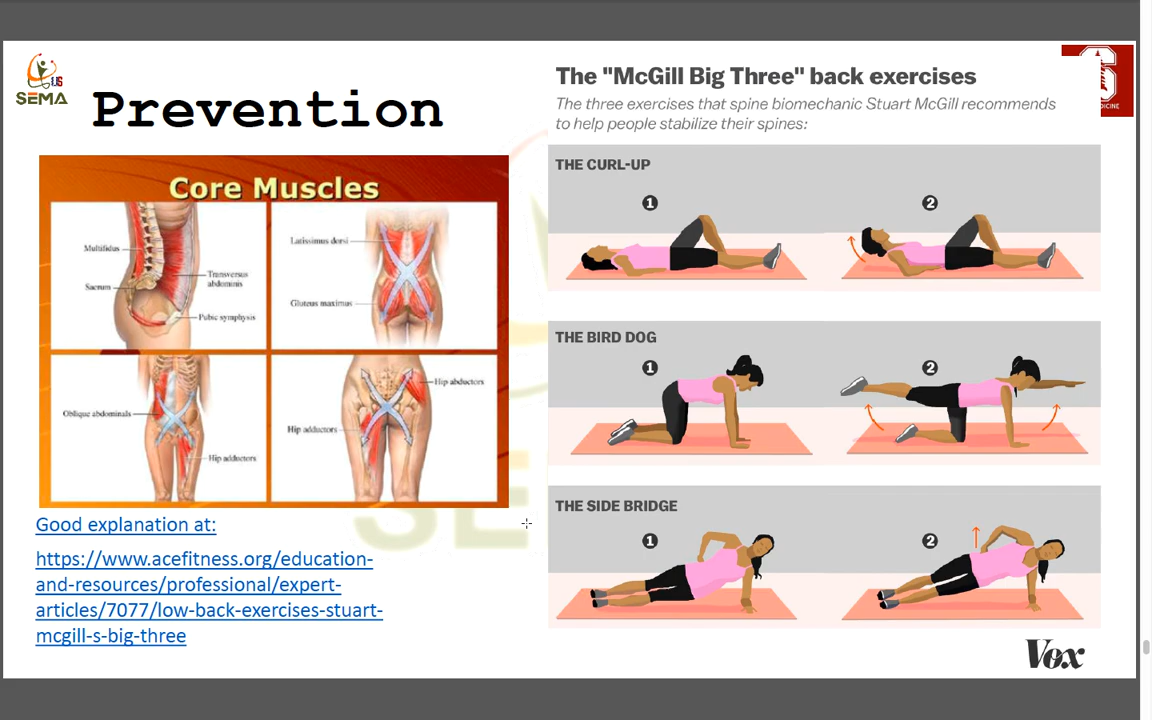 US
SEMA
Prevention
Core Muscles
Multifidus
Sacrum
Transversus
abdominis
Pubic symphysis
Latissimus dorsi
Gluteus maximus
Oblique abdominals
Hip adductors
Hip abductors
Hip adductors
Good explanation at:
https://www.acefitness.org/education-
and-resources/professional/expert-
articles/7077/low-back-exercises-stuart-
mcgill-s-big-three
The "McGill Big Three" back exercises
The three exercises that spine biomechanic Stuart McGill recommends
to help people stabilize their spines:
THE CURL-UP
1
2
THE BIRD DOG
1
2
THE SIDE BRIDGE
1
2
Vox